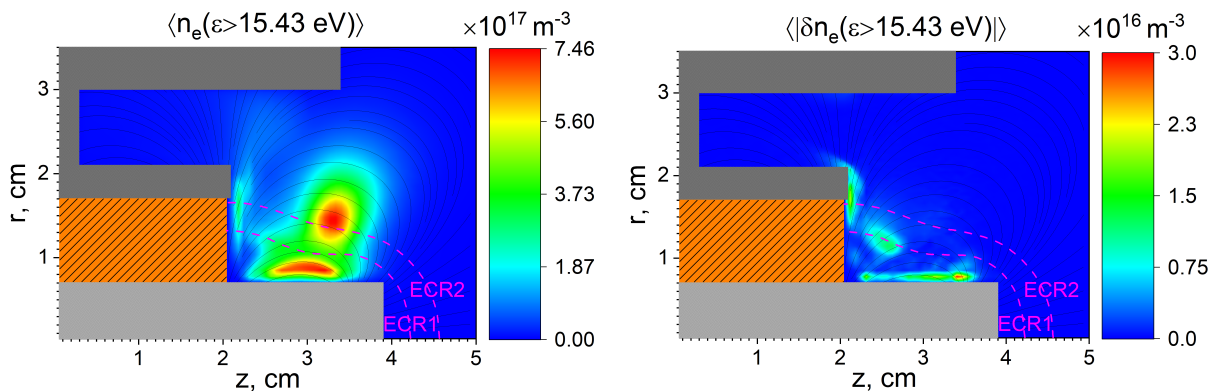 ⟨n_e(ε>15.43 eV)⟩
×10^17 m^-3
7.46
5.60
3.73
1.87
0.00
r, cm
3
2
1
ECR2
ECR1
1
2
3
4
5
z, cm
⟨|δn_e(ε>15.43 eV)|⟩
×10^16 m^-3
3.0
2.3
1.5
0.75
0.0
r, cm
3
2
1
ECR2
ECR1
1
2
3
4
5
z, cm